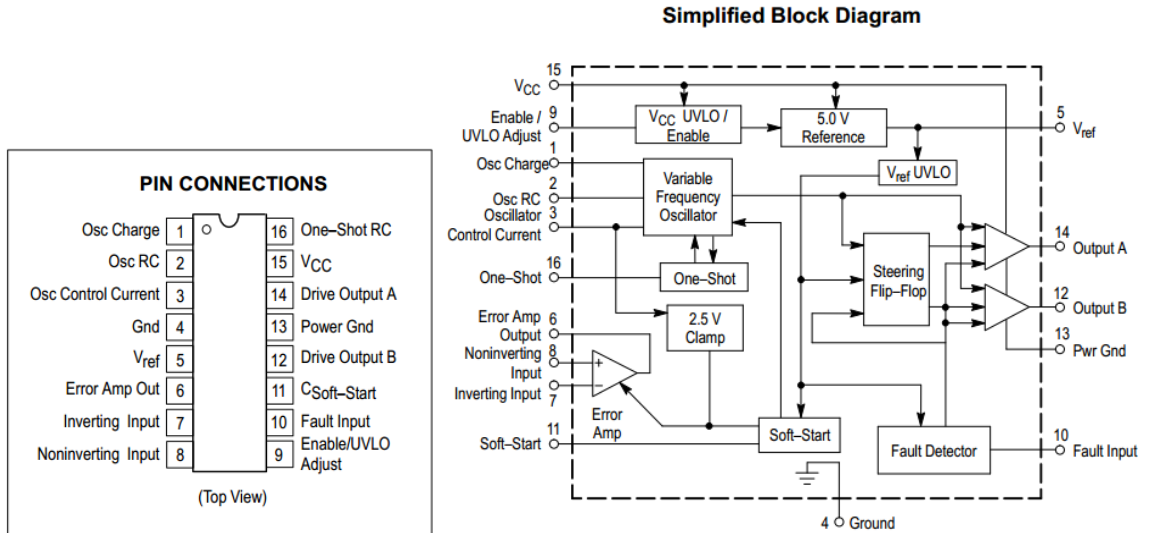 Simplified Block Diagram
PIN CONNECTIONS
Osc Charge 1
16 One–Shot RC
Osc RC 2
15 VCC
Osc Control Current 3
14 Drive Output A
Gnd 4
13 Power Gnd
Vref 5
12 Drive Output B
Error Amp Out 6
11 CSoft–Start
Inverting Input 7
10 Fault Input
Noninverting Input 8
9 Enable/UVLO
Adjust
(Top View)
15
VCC
Enable / 9
UVLO Adjust
1
Osc Charge
2
Osc RC
Oscillator 3
Control Current
16
One–Shot
Error Amp 6
Output
Noninverting 8
Input
Inverting Input
7
11
Soft–Start
VCC UVLO /
Enable
5.0 V
Reference
Vref UVLO
Variable
Frequency
Oscillator
One–Shot
2.5 V
Clamp
+
–
Error
Amp
Steering
Flip–Flop
Soft–Start
Fault Detector
5
Vref
14
Output A
12
Output B
13
Pwr Gnd
10
Fault Input
4 Ground